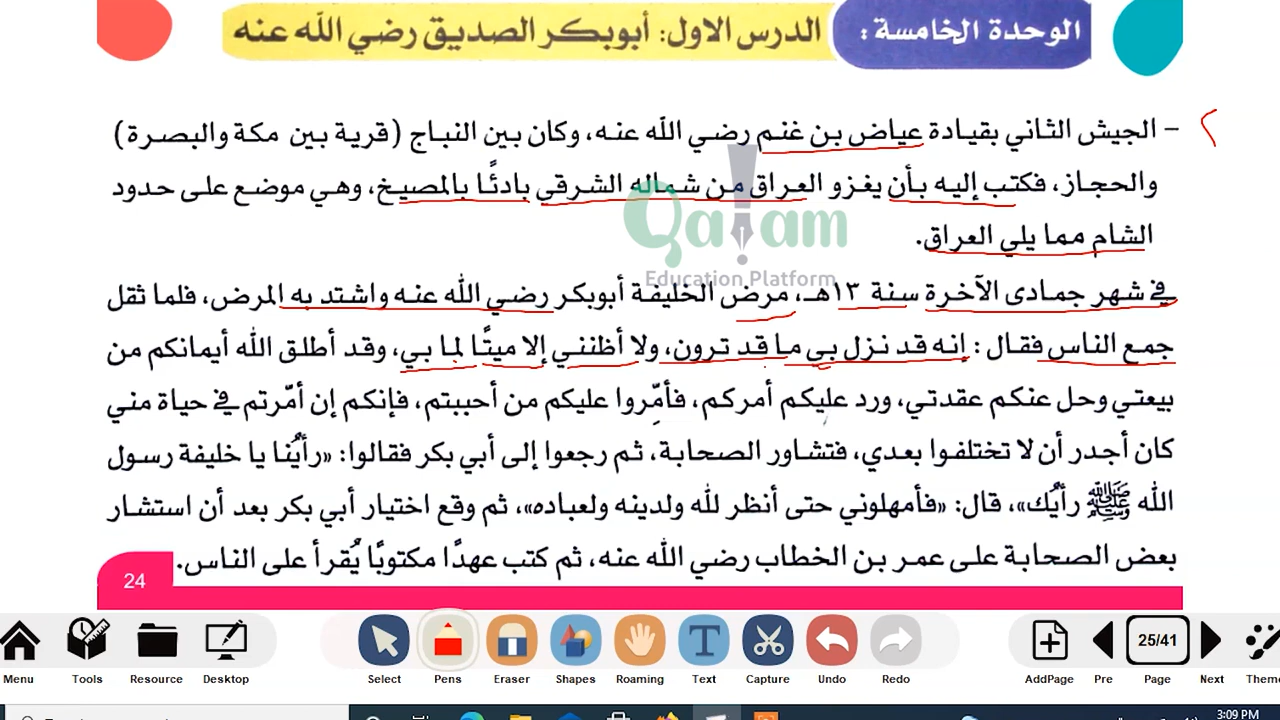 الوحدة الخامسة :
الدرس الاول: أبوبكر الصديق رضي الله عنه
– الجيش الثاني بقيادة عياض بن غنم رضي الله عنه، وكان بين النباج (قرية بين مكة والبصرة)
والحجاز، فكتب إليه بأن يغزو العراق من شماله الشرقي بادئًا بالمصيخ، وهي موضع على حدود
الشام مما يلي العراق.
Qalam
Education Platform
في شهر جمادى الآخرة سنة ١٣ هـ، مرض الخليفة أبوبكر رضي الله عنه واشتد به المرض، فلما ثقل
جمع الناس فقال : إنه قد نزل بي ما قد ترون، ولا أظنني إلا ميتًا لما بي، وقد أطلق الله أيمانكم من
بيعتي وحل عنكم عقدتي، ورد عليكم أمركم، فأمّروا عليكم من أحببتم، فإنكم إن أمّرتم في حياة مني
كان أجدر أن لا تختلفوا بعدي، فتشاور الصحابة، ثم رجعوا إلى أبي بكر فقالوا: «رأيُنا يا خليفة رسول
الله ﷺ رأيُك»، قال: «فأمهلوني حتى أنظر لله ولدينه ولعباده»، ثم وقع اختيار أبي بكر بعد أن استشار
بعض الصحابة على عمر بن الخطاب رضي الله عنه، ثم كتب عهدًا مكتوبًا يُقرأ على الناس.
24
25/41
Menu Tools Resource Desktop Select Pens Eraser Shapes Roaming Text Capture Undo Redo AddPage Pre Page Next Theme
3:09 PM